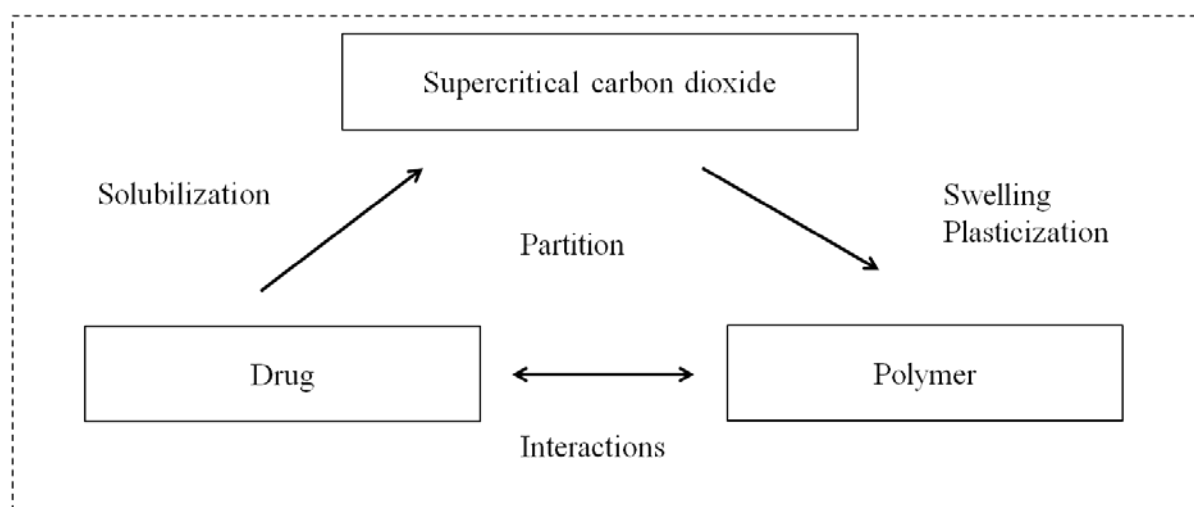 Supercritical carbon dioxide
Solubilization
Swelling
Plasticization
Partition
Drug
Polymer
Interactions